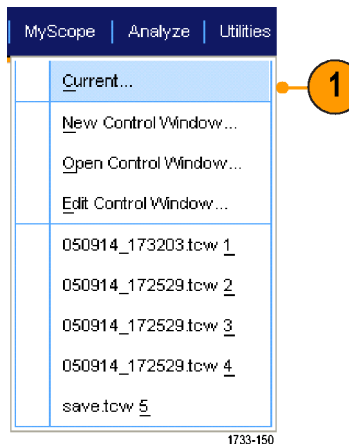 MyScope | Analyze | Utilities
Current...
1
New Control Window...
Open Control Window...
Edit Control Window...
050914_173203.tcw 1
050914_172529.tcw 2
050914_172529.tcw 3
050914_172529.tcw 4
save.tcw 5
1733-150